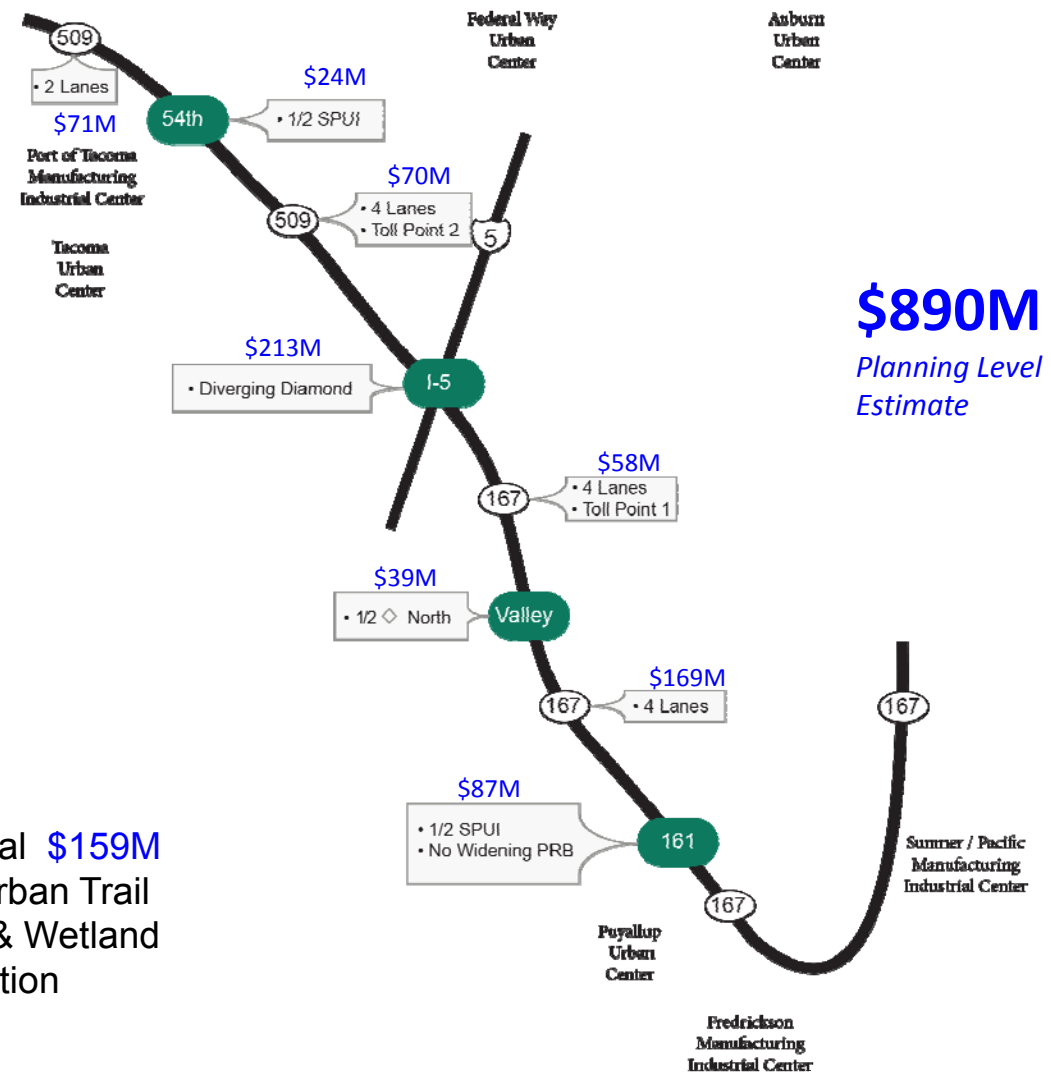 Federal Way
Urban
Center
Auburn
Urban
Center
509
• 2 Lanes
$71M
54th
$24M
• 1/2 SPUI
Port of Tacoma
Manufacturing
Industrial Center
$70M
• 4 Lanes
• Toll Point 2
509
5
Tacoma
Urban
Center
$890M
Planning Level
Estimate
$213M
• Diverging Diamond
I-5
$58M
• 4 Lanes
• Toll Point 1
167
$39M
• 1/2 ◇ North
Valley
$169M
• 4 Lanes
167
167
$87M
• 1/2 SPUI
• No Widening PRB
161
Sumner / Pacific
Manufacturing
Industrial Center
al $159M
rban Trail
& Wetland
tion
167
Puyallup
Urban
Center
Fredrickson
Manufacturing
Industrial Center